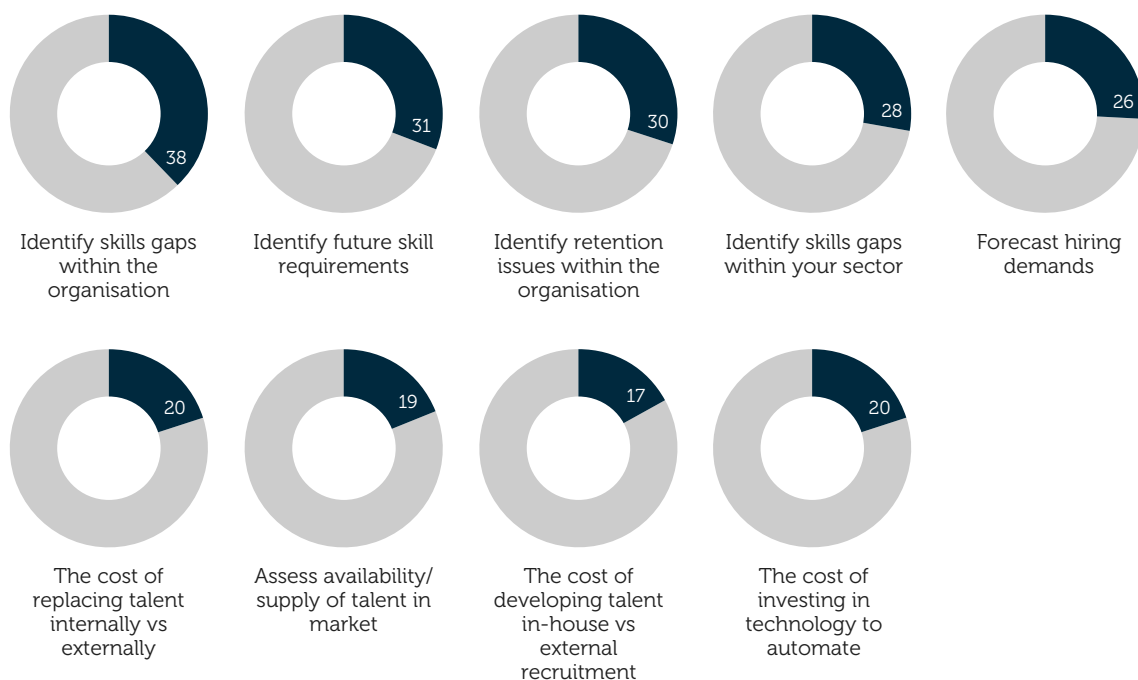 38
31
30
28
26
Identify skills gaps
within the
organisation
Identify future skill
requirements
Identify retention
issues within the
organisation
Identify skills gaps
within your sector
Forecast hiring
demands
20
19
17
20
The cost of
replacing talent
internally vs
externally
Assess availability/
supply of talent in
market
The cost of
developing talent
in-house vs
external
recruitment
The cost of
investing in
technology to
automate